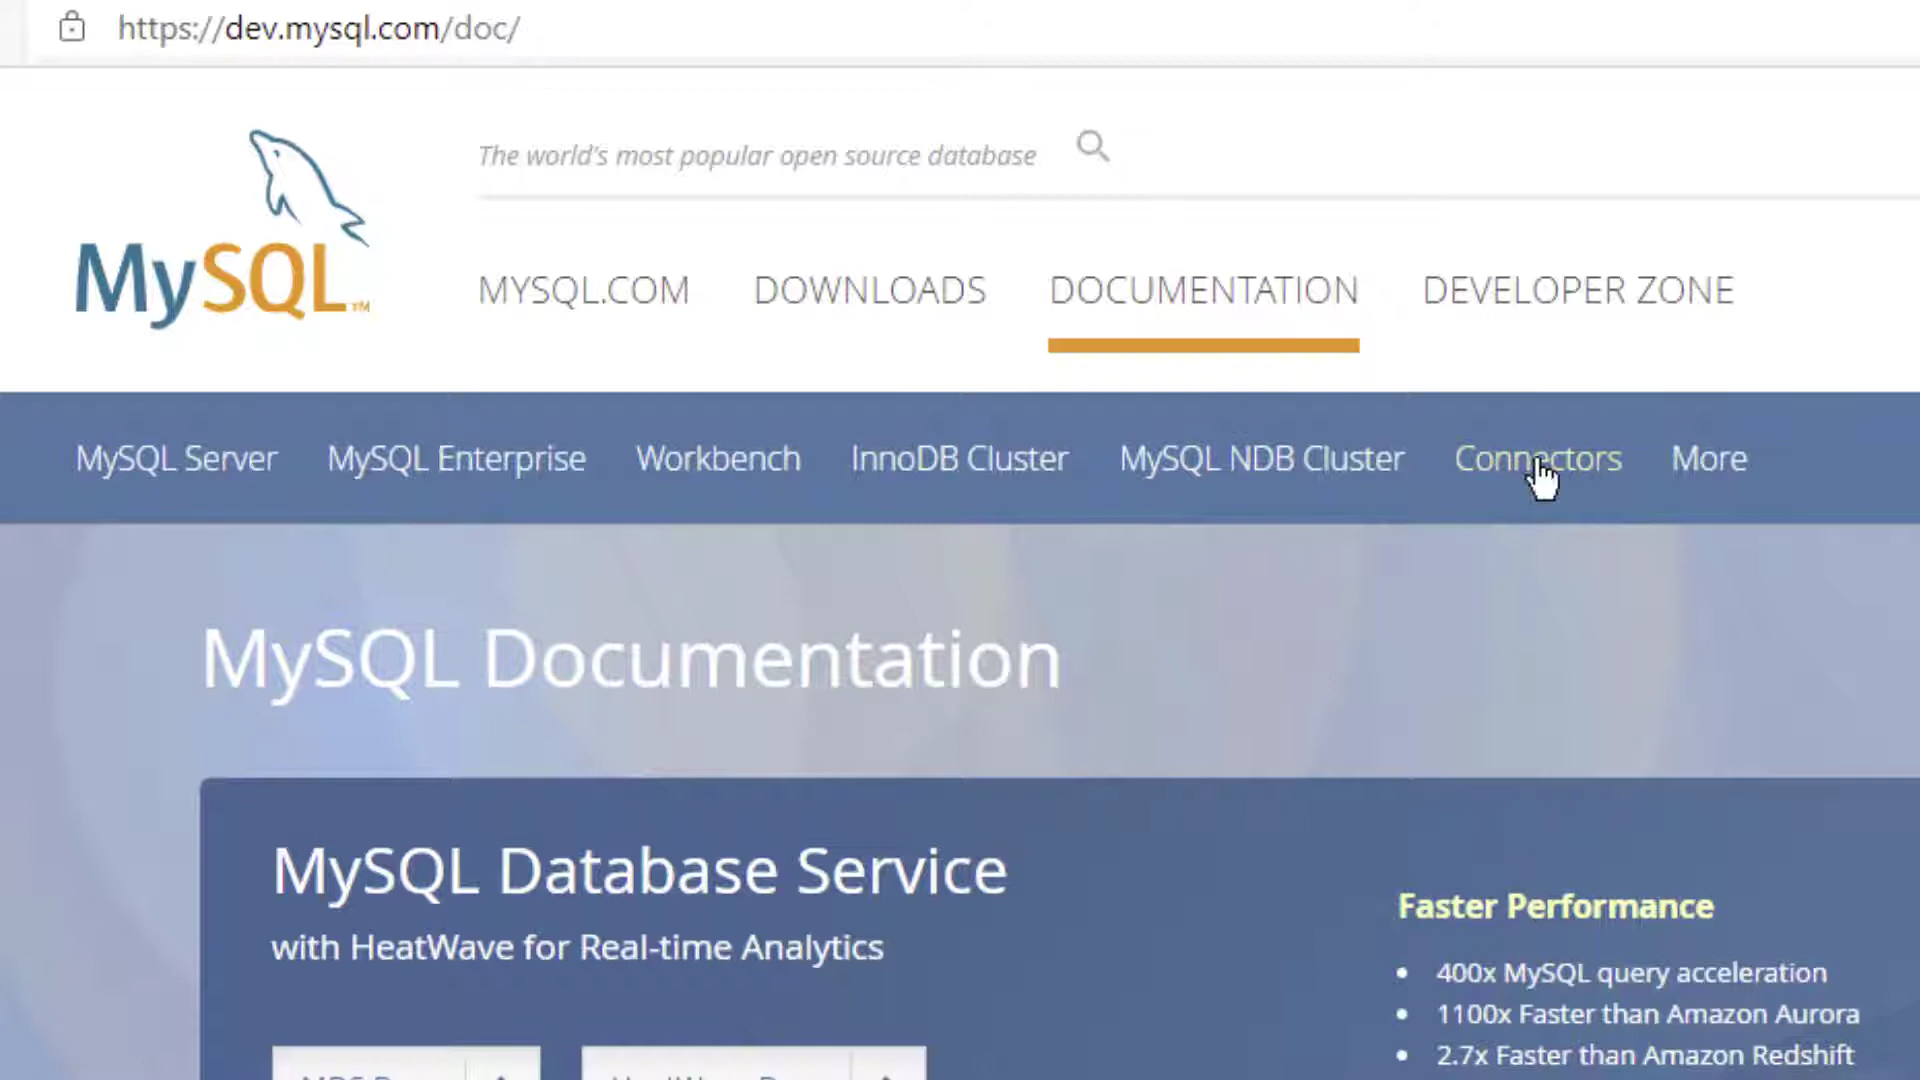 https://dev.mysql.com/doc/
The world's most popular open source database
MySQL™
MYSQL.COM DOWNLOADS DOCUMENTATION DEVELOPER ZONE
MySQL Server MySQL Enterprise Workbench InnoDB Cluster MySQL NDB Cluster Connectors More
MySQL Documentation
MySQL Database Service
with HeatWave for Real-time Analytics
Faster Performance
• 400x MySQL query acceleration
• 1100x Faster than Amazon Aurora
• 2.7x Faster than Amazon Redshift